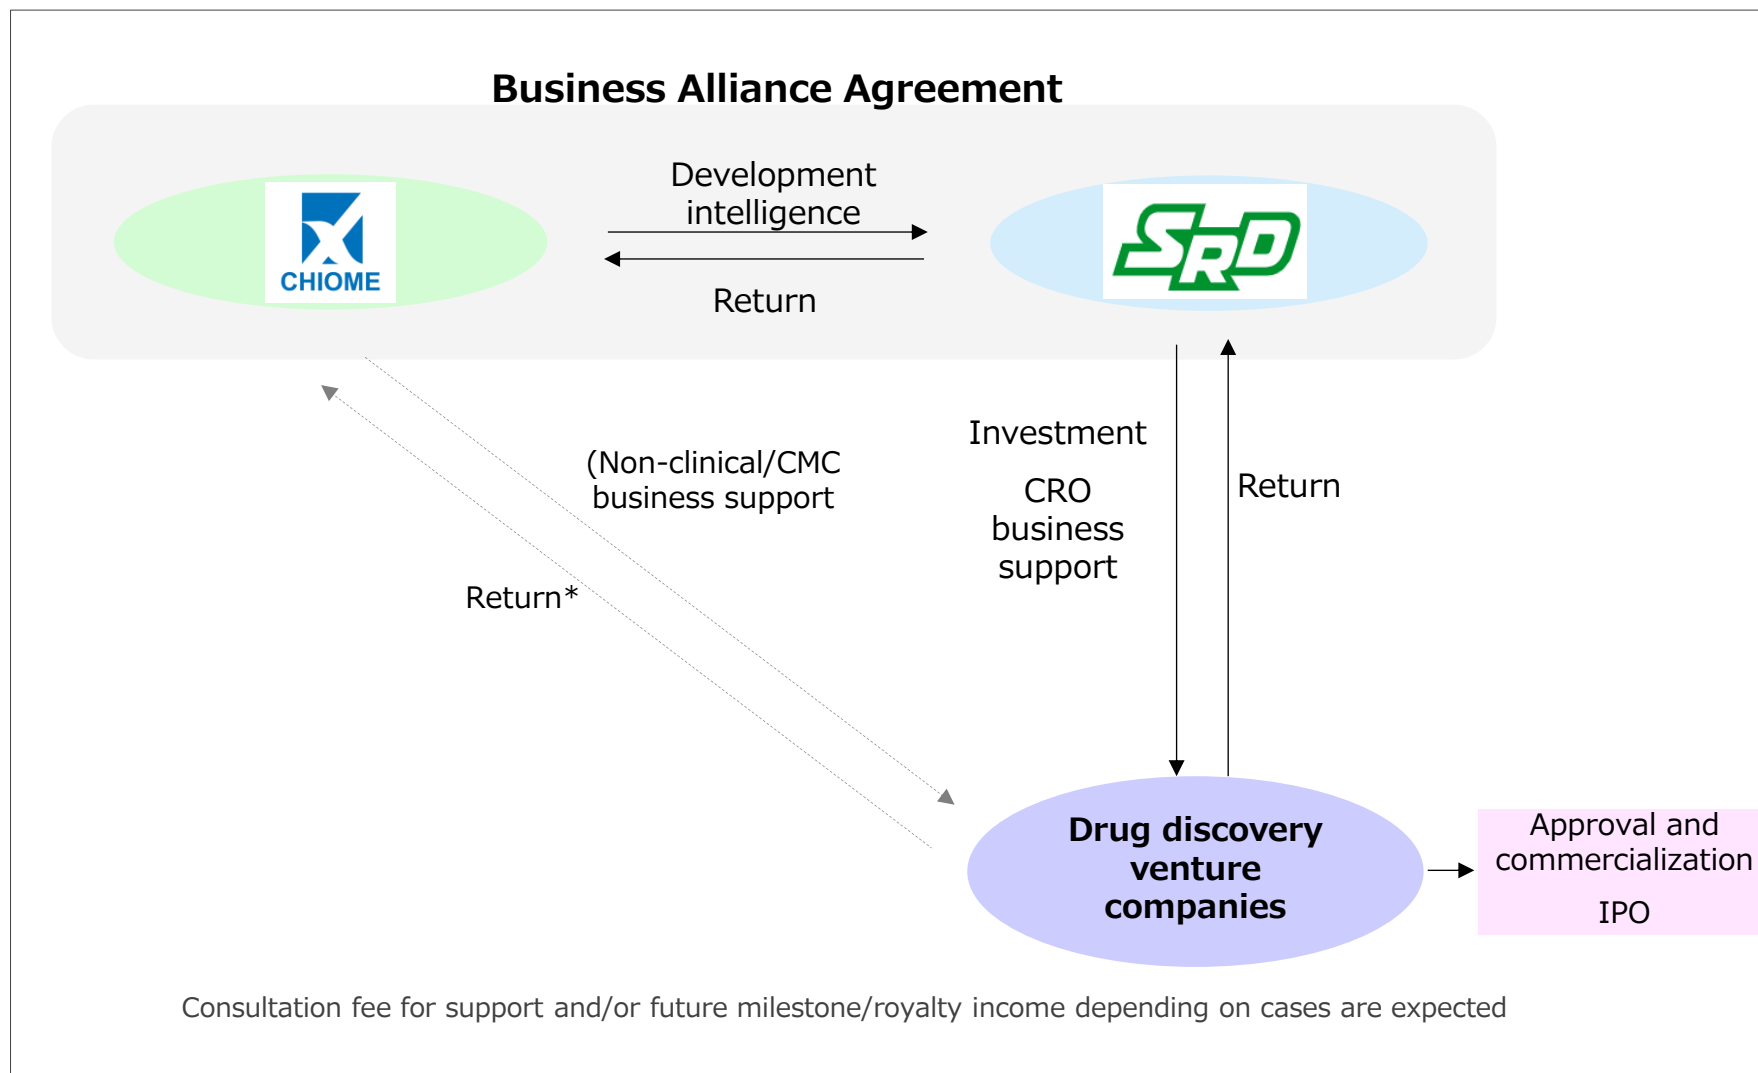 Business Alliance Agreement
CHIOME
Development
intelligence
Return
SRD
(Non-clinical/CMC
business support
Return*
Investment
CRO
business
support
Return
Drug discovery
venture
companies
Approval and
commercialization
IPO
Consultation fee for support and/or future milestone/royalty income depending on cases are expected